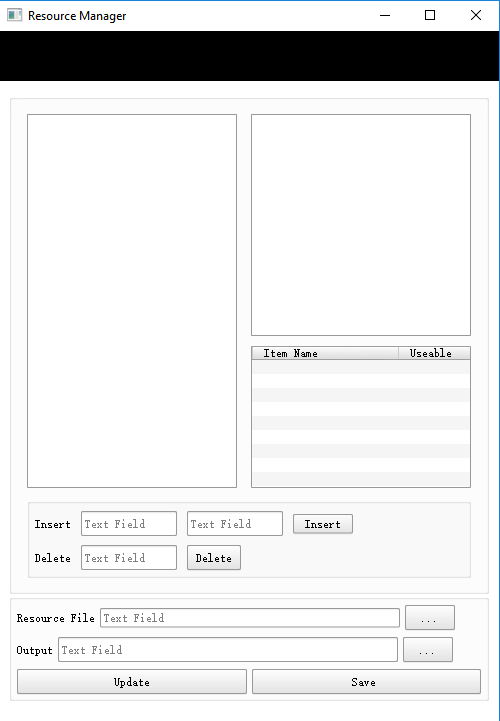 Resource Manager
Item Name Useable
Insert Text Field Text Field Insert
Delete Text Field Delete
Resource File Text Field ...
Output Text Field ...
Update Save